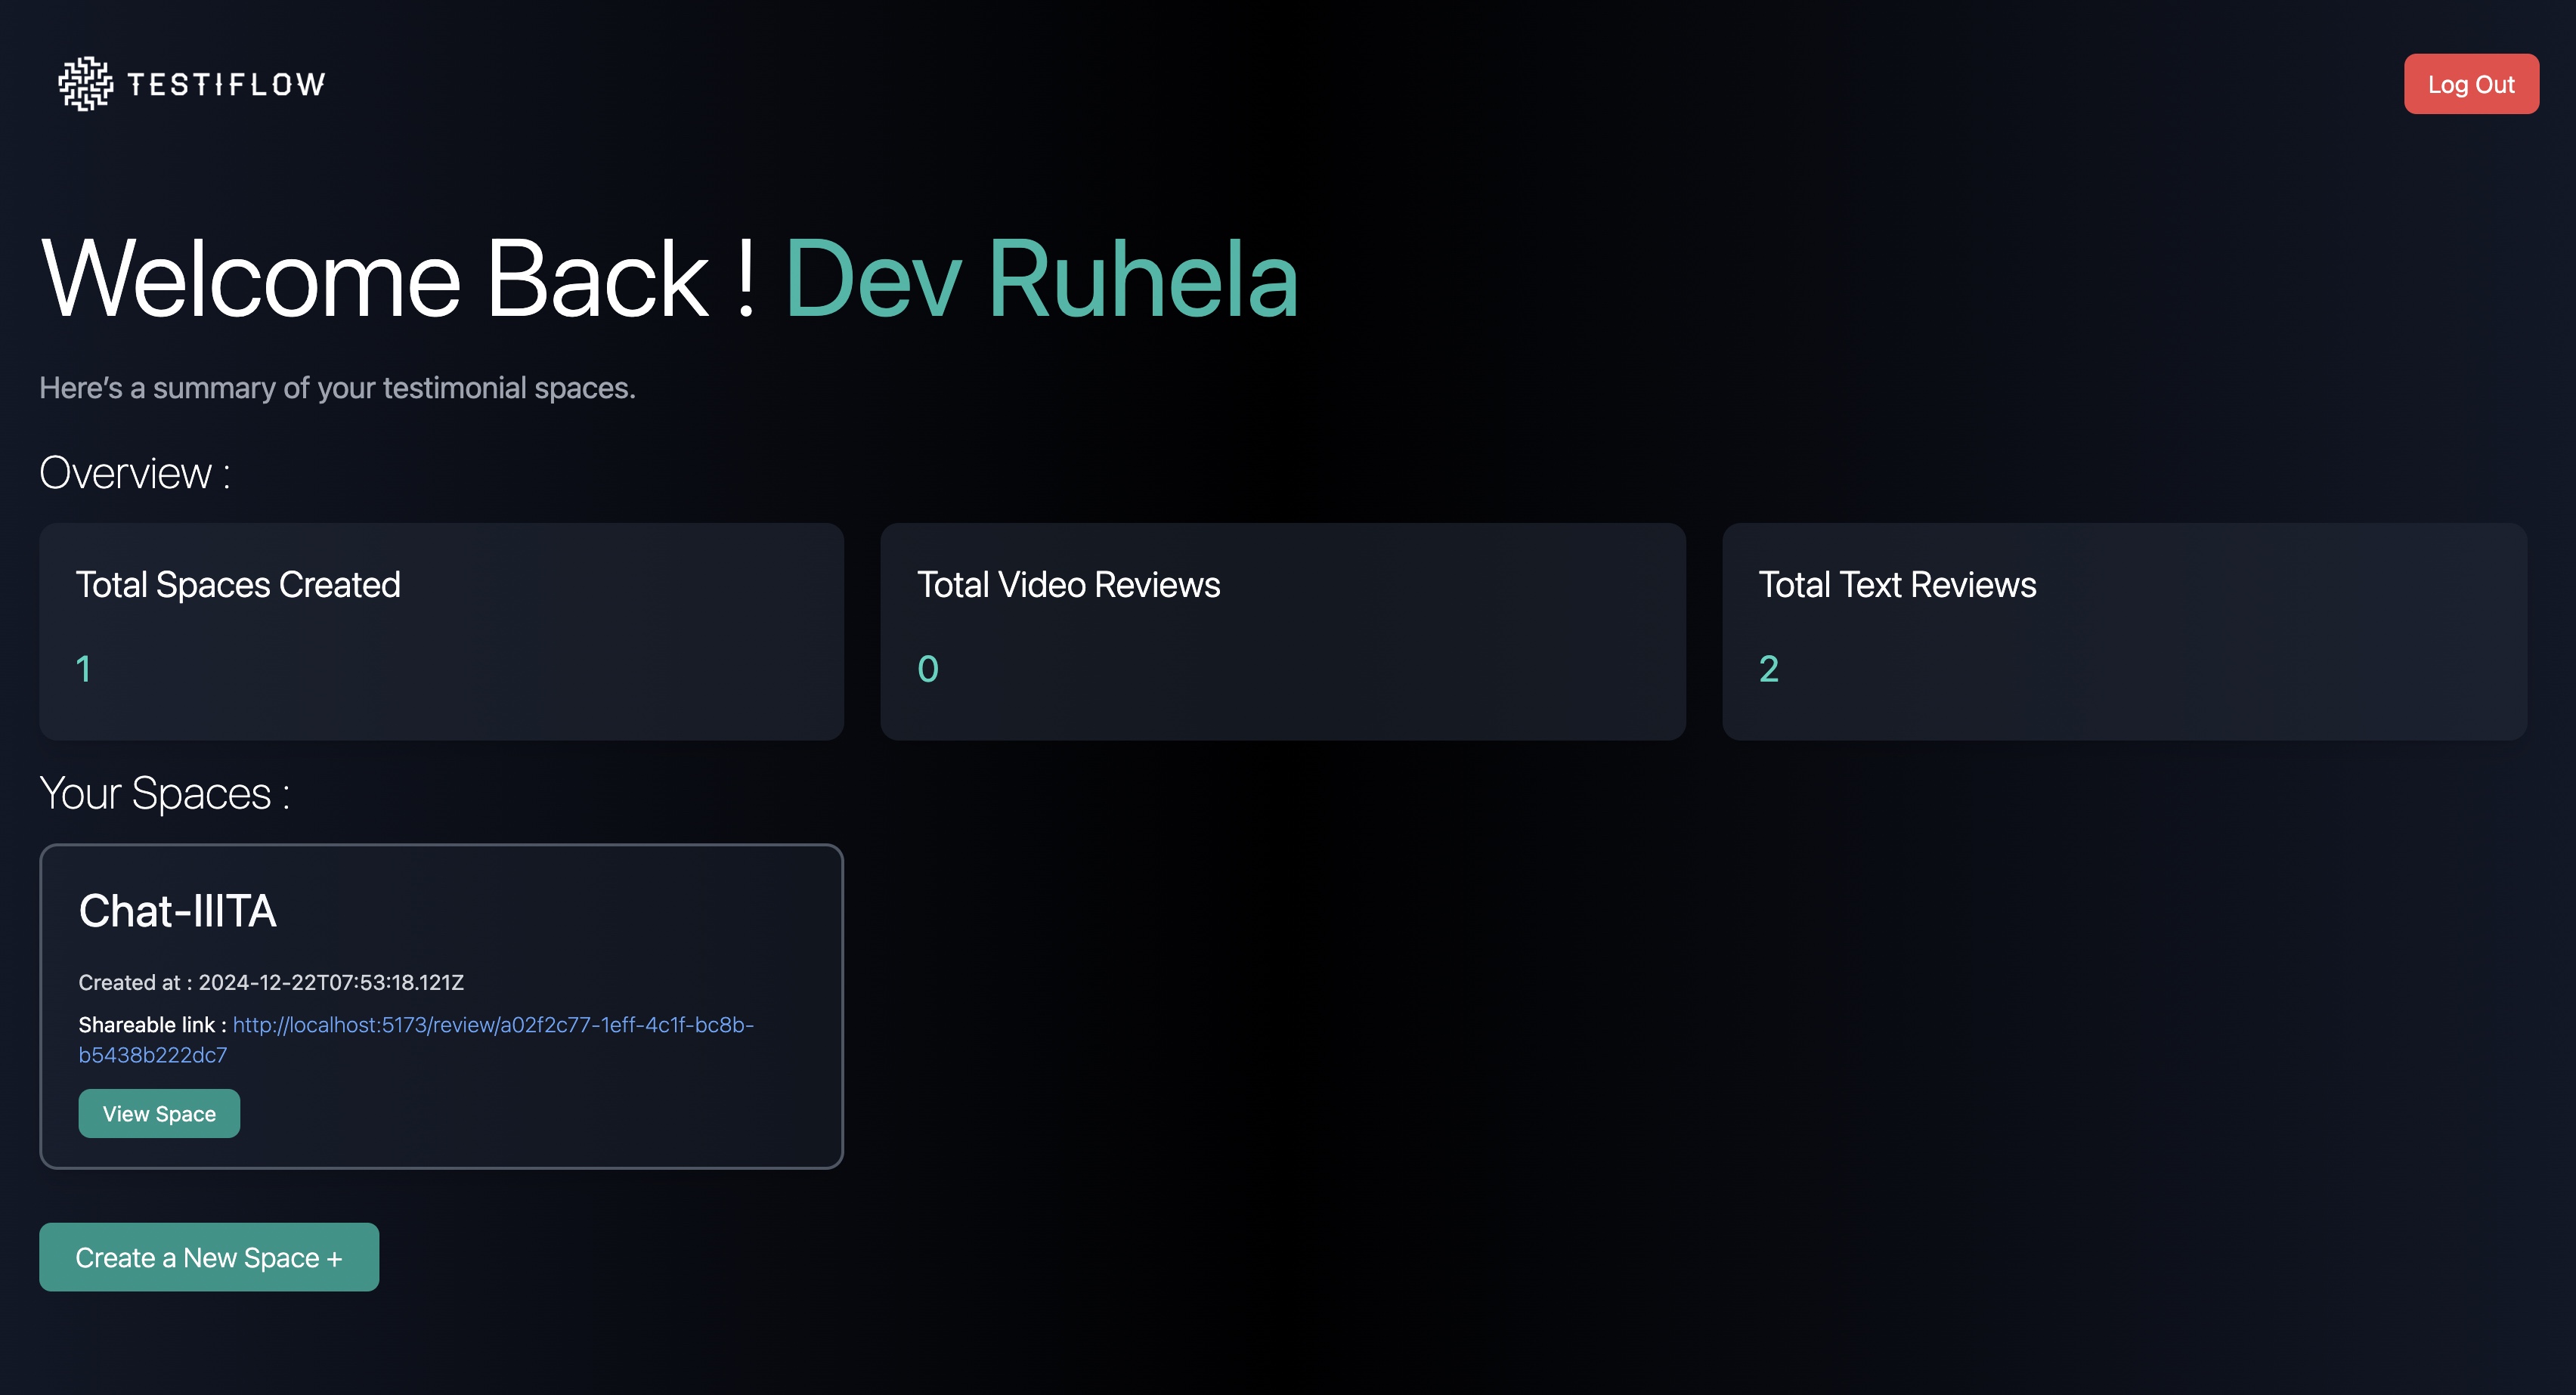 TESTIFLOW
Log Out
Welcome Back ! Dev Ruhela
Here’s a summary of your testimonial spaces.
Overview :
Total Spaces Created
1
Total Video Reviews
0
Total Text Reviews
2
Your Spaces :
Chat-IIITA
Created at : 2024-12-22T07:53:18.121Z
Shareable link : http://localhost:5173/review/a02f2c77-1eff-4c1f-bc8b-
b5438b222dc7
View Space
Create a New Space +